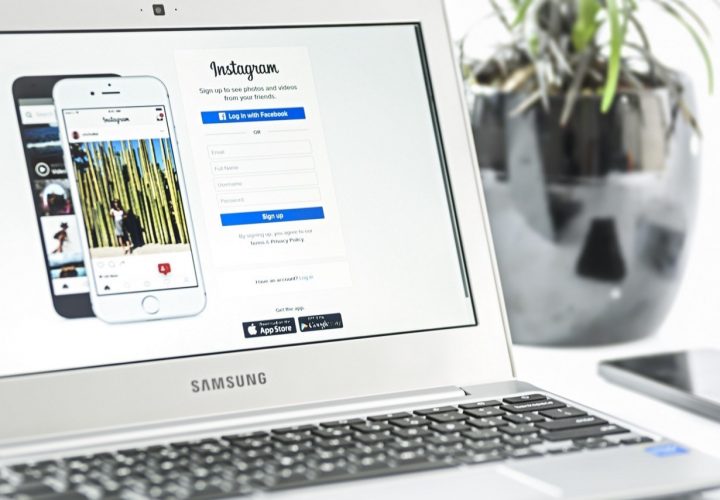 Instagram
Sign up to see photos and videos
from your friends.
Log in with Facebook
OR
Email
Full Name
Username
Password
Sign up
By signing up, you agree to our
Terms & Privacy Policy.
Have an account? Log in
Get the app.
App Store
Google
Instagram
Search
SAMSUNG